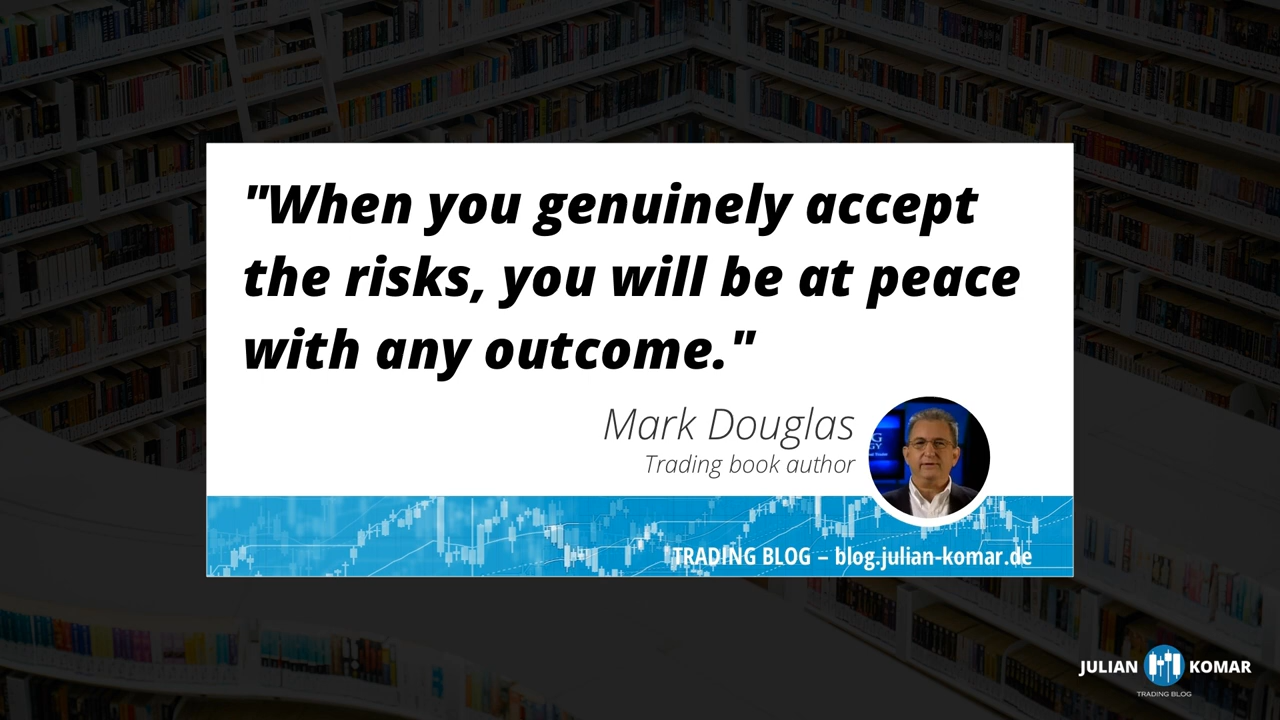 "When you genuinely accept
the risks, you will be at peace
with any outcome."
Mark Douglas
Trading book author
TRADING BLOG – blog.julian-komar.de
JULIAN KOMAR
TRADING BLOG